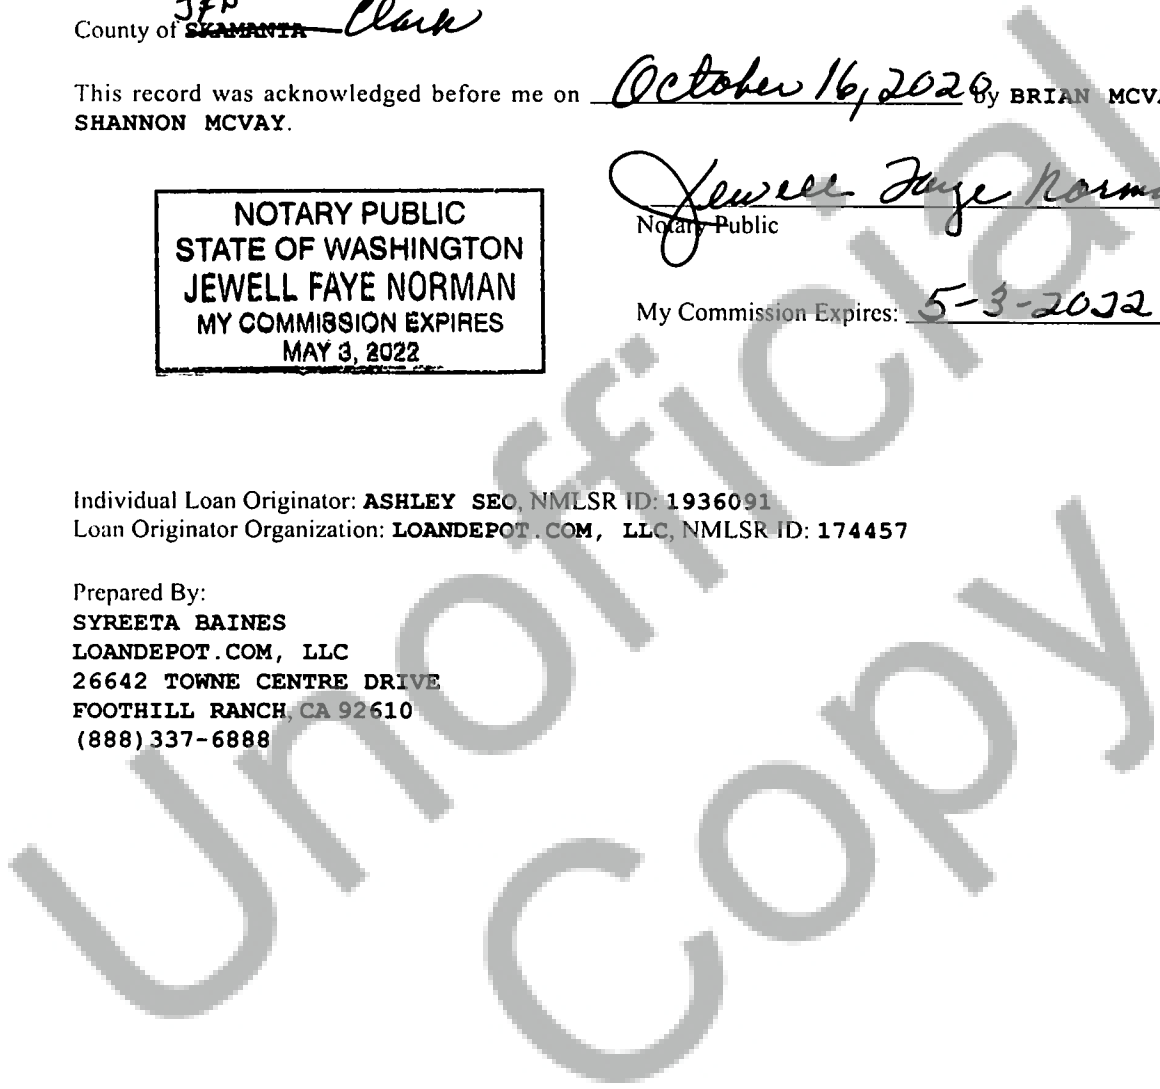 JFN
County of SKAMANIA Clark
This record was acknowledged before me on October 16, 2020 by BRIAN MCV
SHANNON MCVAY.
Jewell Faye Norma
Notary Public
NOTARY PUBLIC
STATE OF WASHINGTON
JEWELL FAYE NORMAN
MY COMMISSION EXPIRES
MAY 3, 2022
My Commission Expires: 5-3-2022
Individual Loan Originator: ASHLEY SEO, NMLSR ID: 1936091
Loan Originator Organization: LOANDEPOT.COM, LLC, NMLSR ID: 174457
Prepared By:
SYREETA BAINES
LOANDEPOT.COM, LLC
26642 TOWNE CENTRE DRIVE
FOOTHILL RANCH, CA 92610
(888)337-6888
Unofficial
Copy